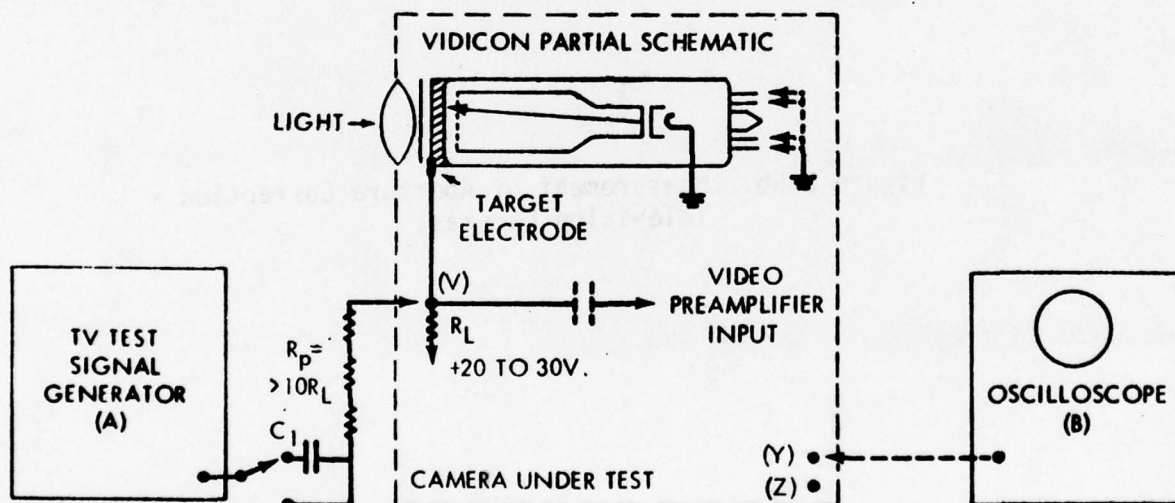 VIDICON PARTIAL SCHEMATIC
LIGHT
TARGET
ELECTRODE
(V)
VIDEO
PREAMPLIFIER
INPUT
R_L
+20 TO 30V.
R_p=
>10R_L
C_1
TV TEST
SIGNAL
GENERATOR
(A)
OSCILLOSCOPE
(B)
(Y)
(Z)
CAMERA UNDER TEST